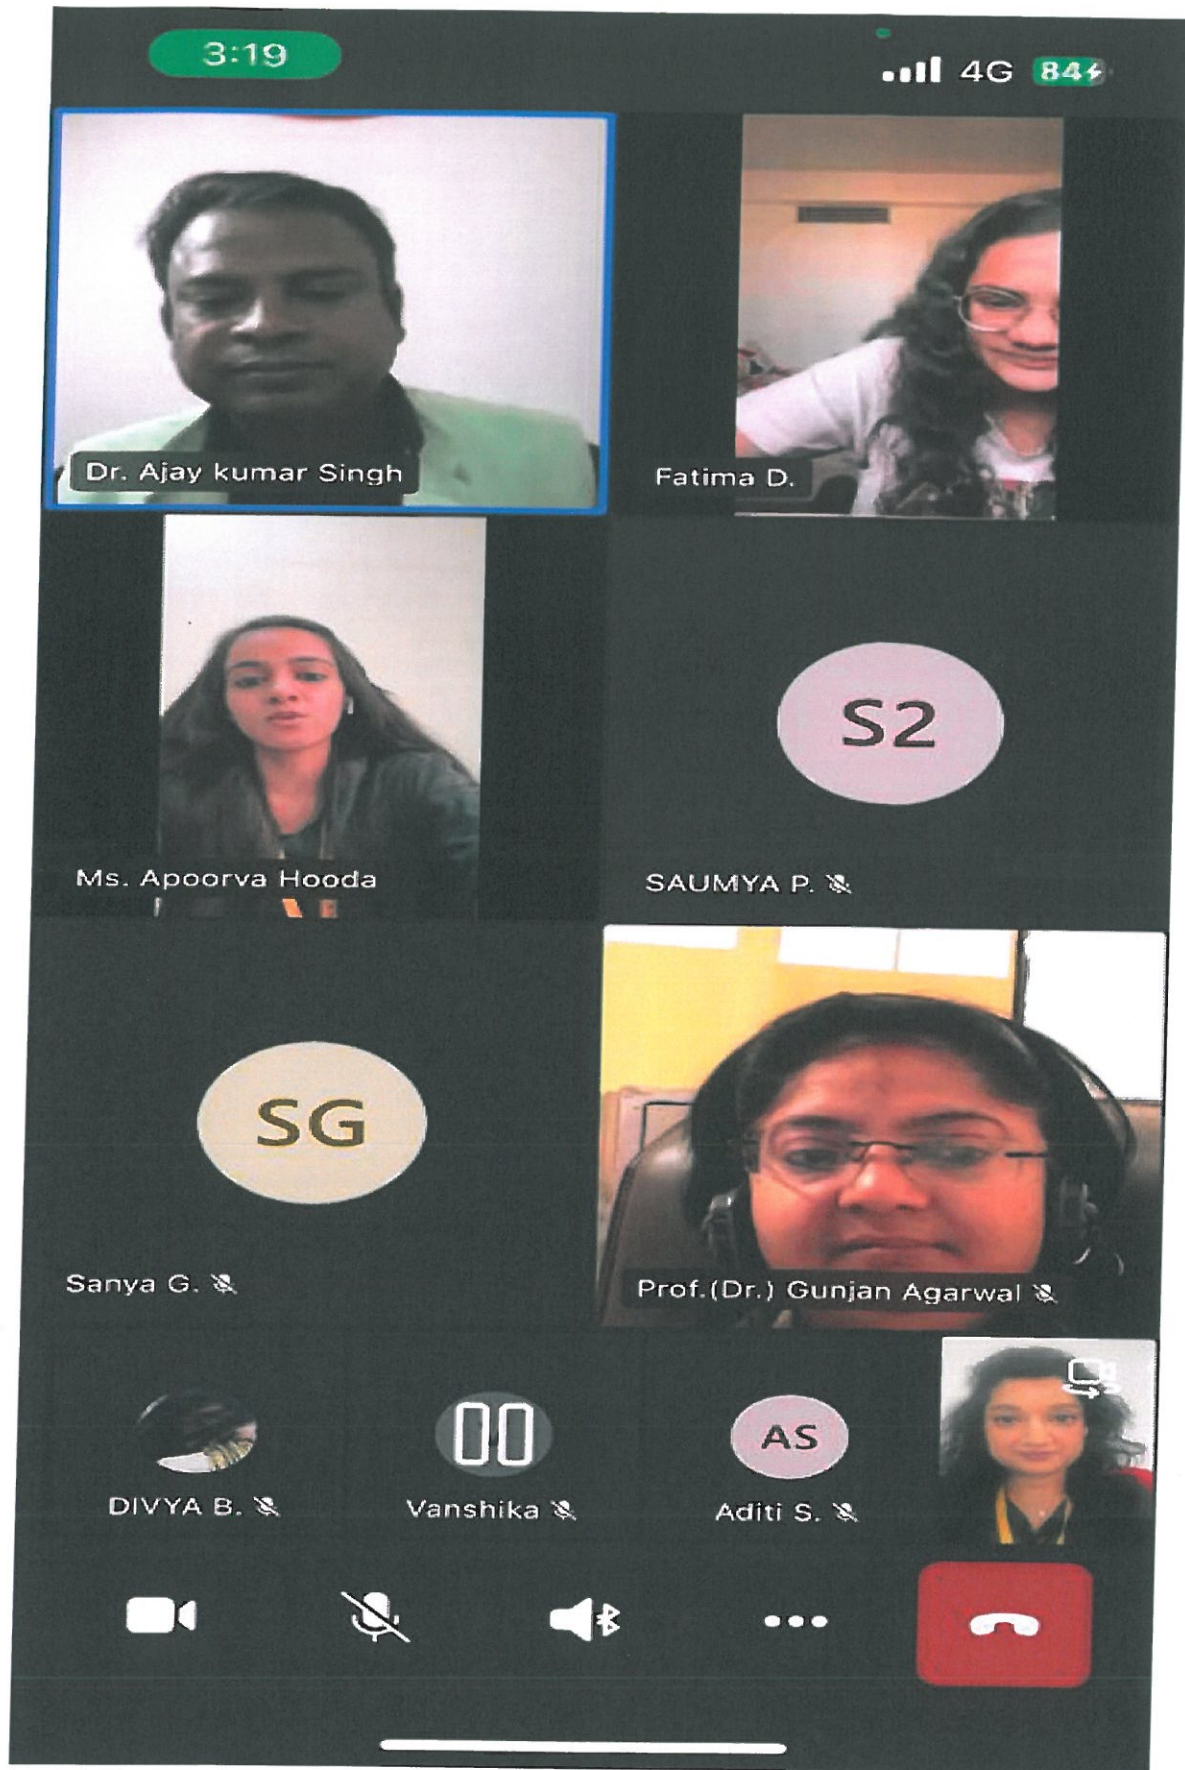 3:19
4G 84
Dr. Ajay kumar Singh
Fatima D.
Ms. Apoorva Hooda
S2
SAUMYA P.
SG
Sanya G.
Prof.(Dr.) Gunjan Agarwal
DIVYA B.
Vanshika
AS
Aditi S.